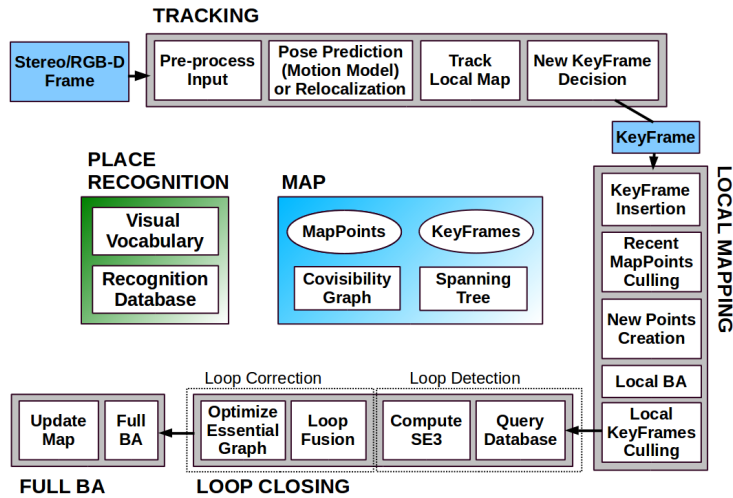 TRACKING
Stereo/RGB-D
Frame
Pre-process
Input
Pose Prediction
(Motion Model)
or Relocalization
Track
Local Map
New KeyFrame
Decision
KeyFrame
PLACE
RECOGNITION
Visual
Vocabulary
Recognition
Database
MAP
MapPoints
KeyFrames
Covisibility
Graph
Spanning
Tree
LOCAL MAPPING
KeyFrame
Insertion
Recent
MapPoints
Culling
New Points
Creation
Local BA
Local
KeyFrames
Culling
Loop Correction
Loop Detection
Update
Map
Full
BA
Optimize
Essential
Graph
Loop
Fusion
Compute
SE3
Query
Database
FULL BA
LOOP CLOSING